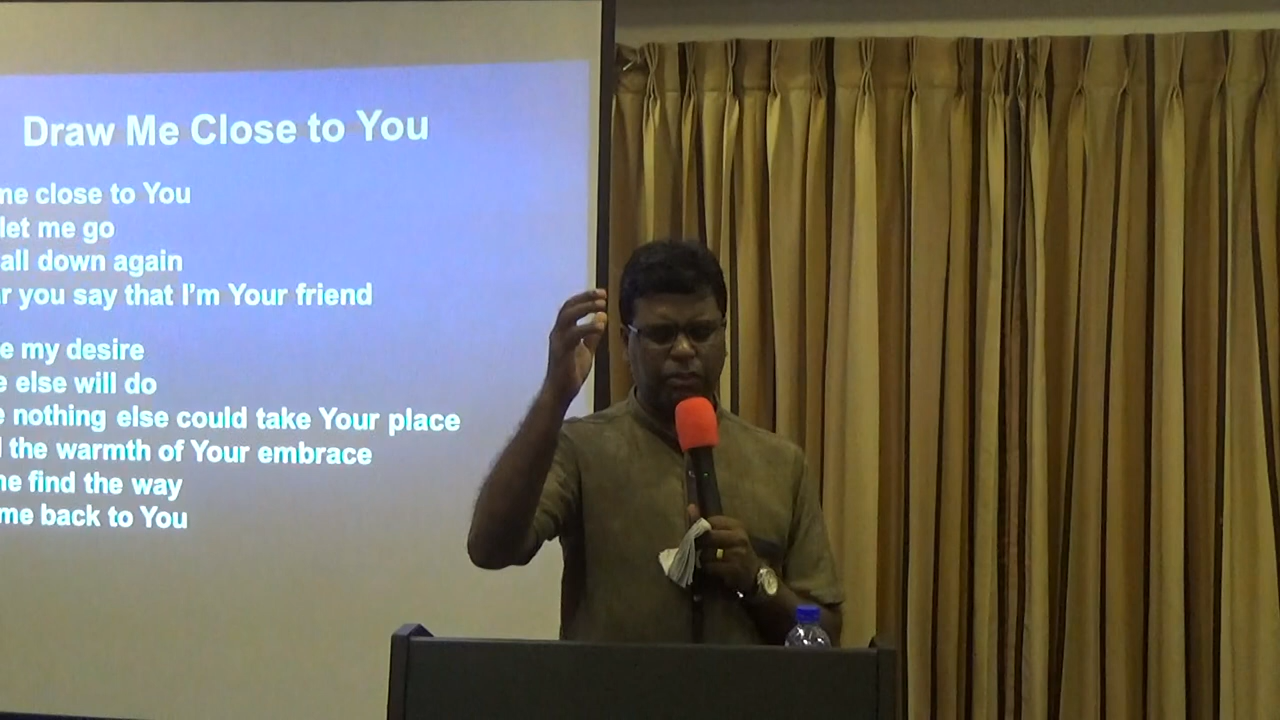 Draw Me Close to You
me close to You
let me go
all down again
r you say that I'm Your friend
e my desire
e else will do
e nothing else could take Your place
the warmth of Your embrace
me find the way
me back to You